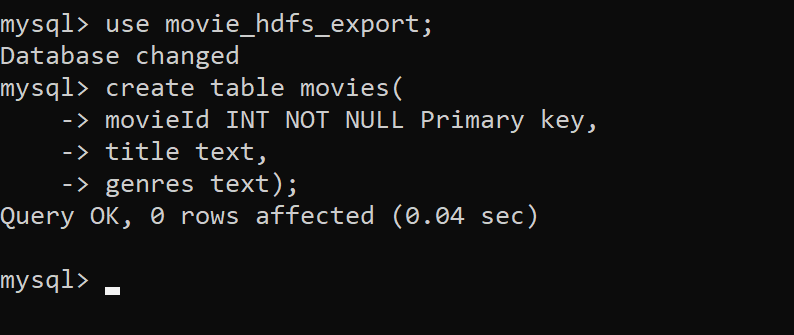 mysql> use movie_hdfs_export;
Database changed
mysql> create table movies(
    -> movieId INT NOT NULL Primary key,
    -> title text,
    -> genres text);
Query OK, 0 rows affected (0.04 sec)
mysql>